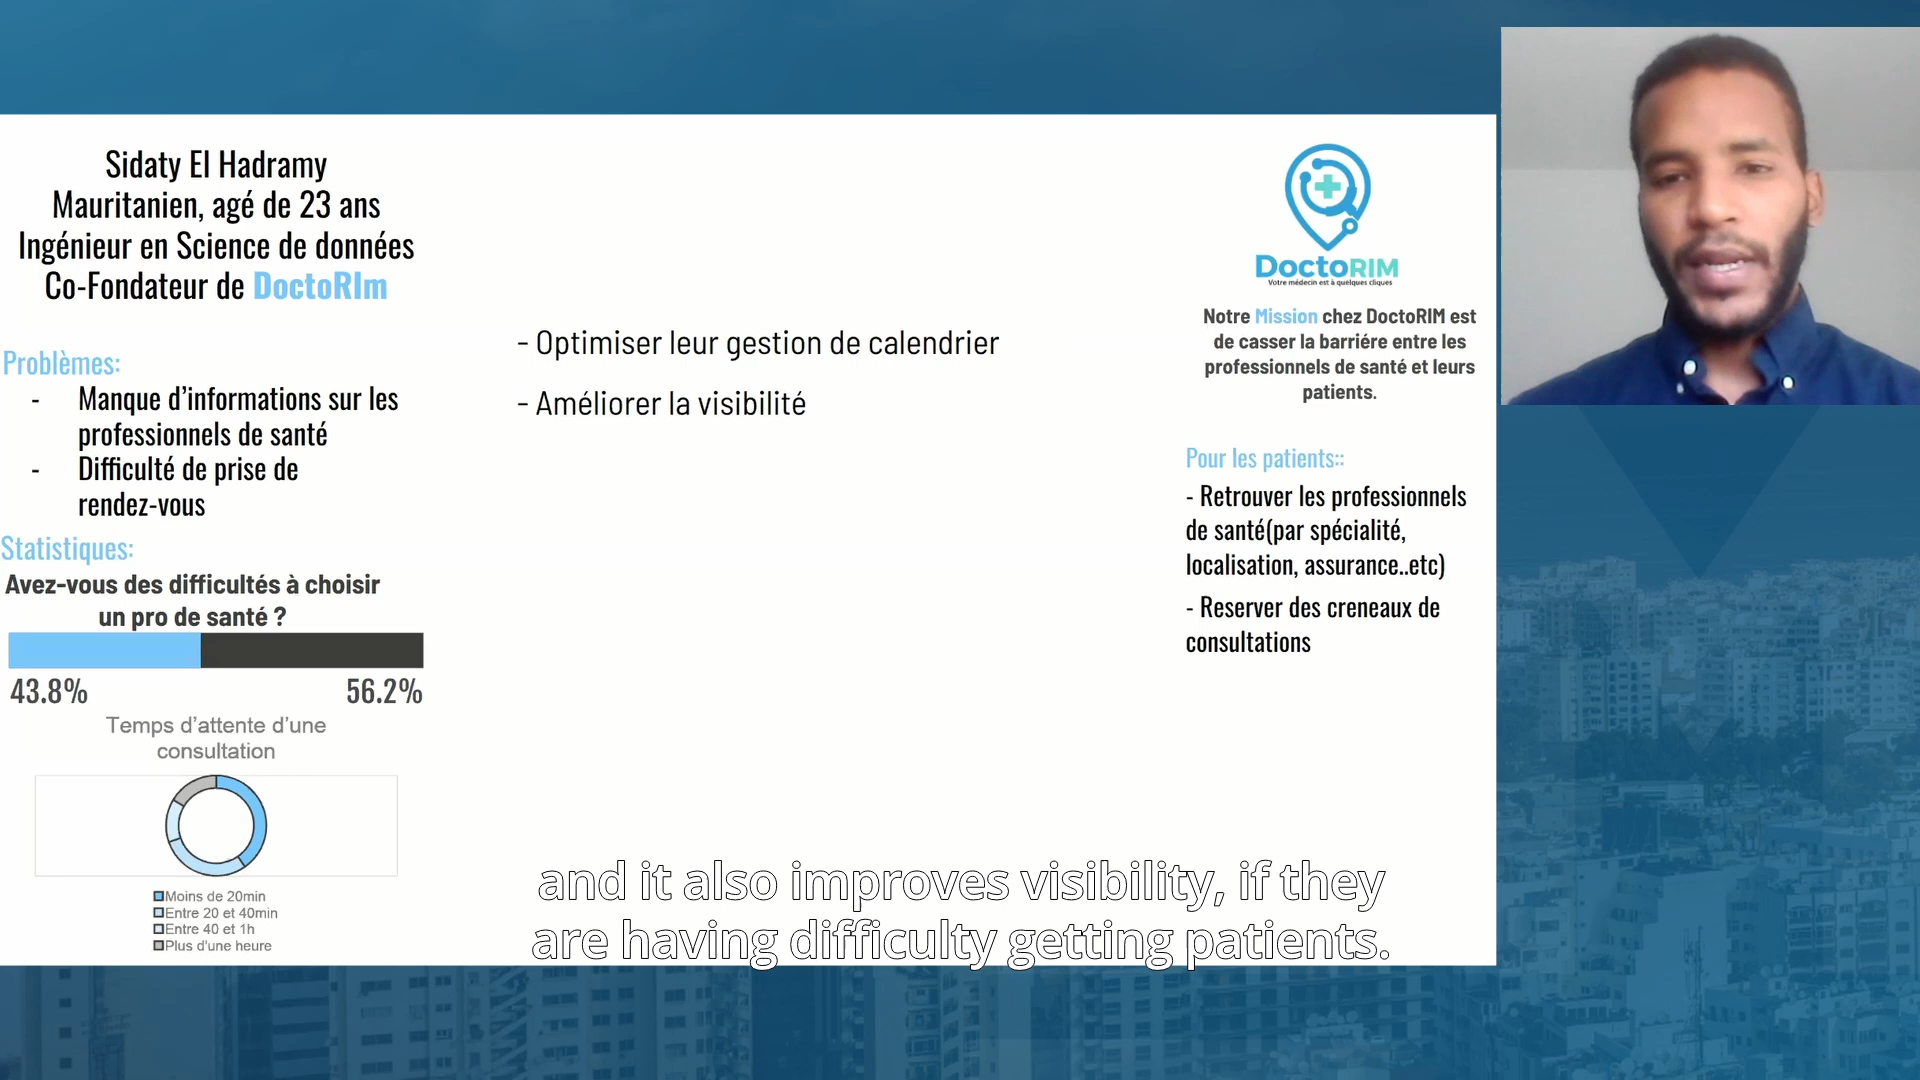 Sidaty El Hadramy
Mauritanien, agé de 23 ans
Ingénieur en Science de données
Co-Fondateur de DoctoRIm
Problèmes:
- Manque d'informations sur les
professionnels de santé
- Difficulté de prise de
rendez-vous
Statistiques:
Avez-vous des difficultés à choisir
un pro de santé ?
43.8% 56.2%
Temps d'attente d'une
consultation
Moins de 20min
Entre 20 et 40min
Entre 40 et 1h
Plus d'une heure
- Optimiser leur gestion de calendrier
- Améliorer la visibilité
DoctoRIM
Votre médecin est à quelques cliques
Notre Mission chez DoctoRIM est
de casser la barriére entre les
professionnels de santé et leurs
patients.
Pour les patients::
- Retrouver les professionnels
de santé(par spécialité,
localisation, assurance..etc)
- Reserver des creneaux de
consultations
and it also improves visibility, if they
are having difficulty getting patients.